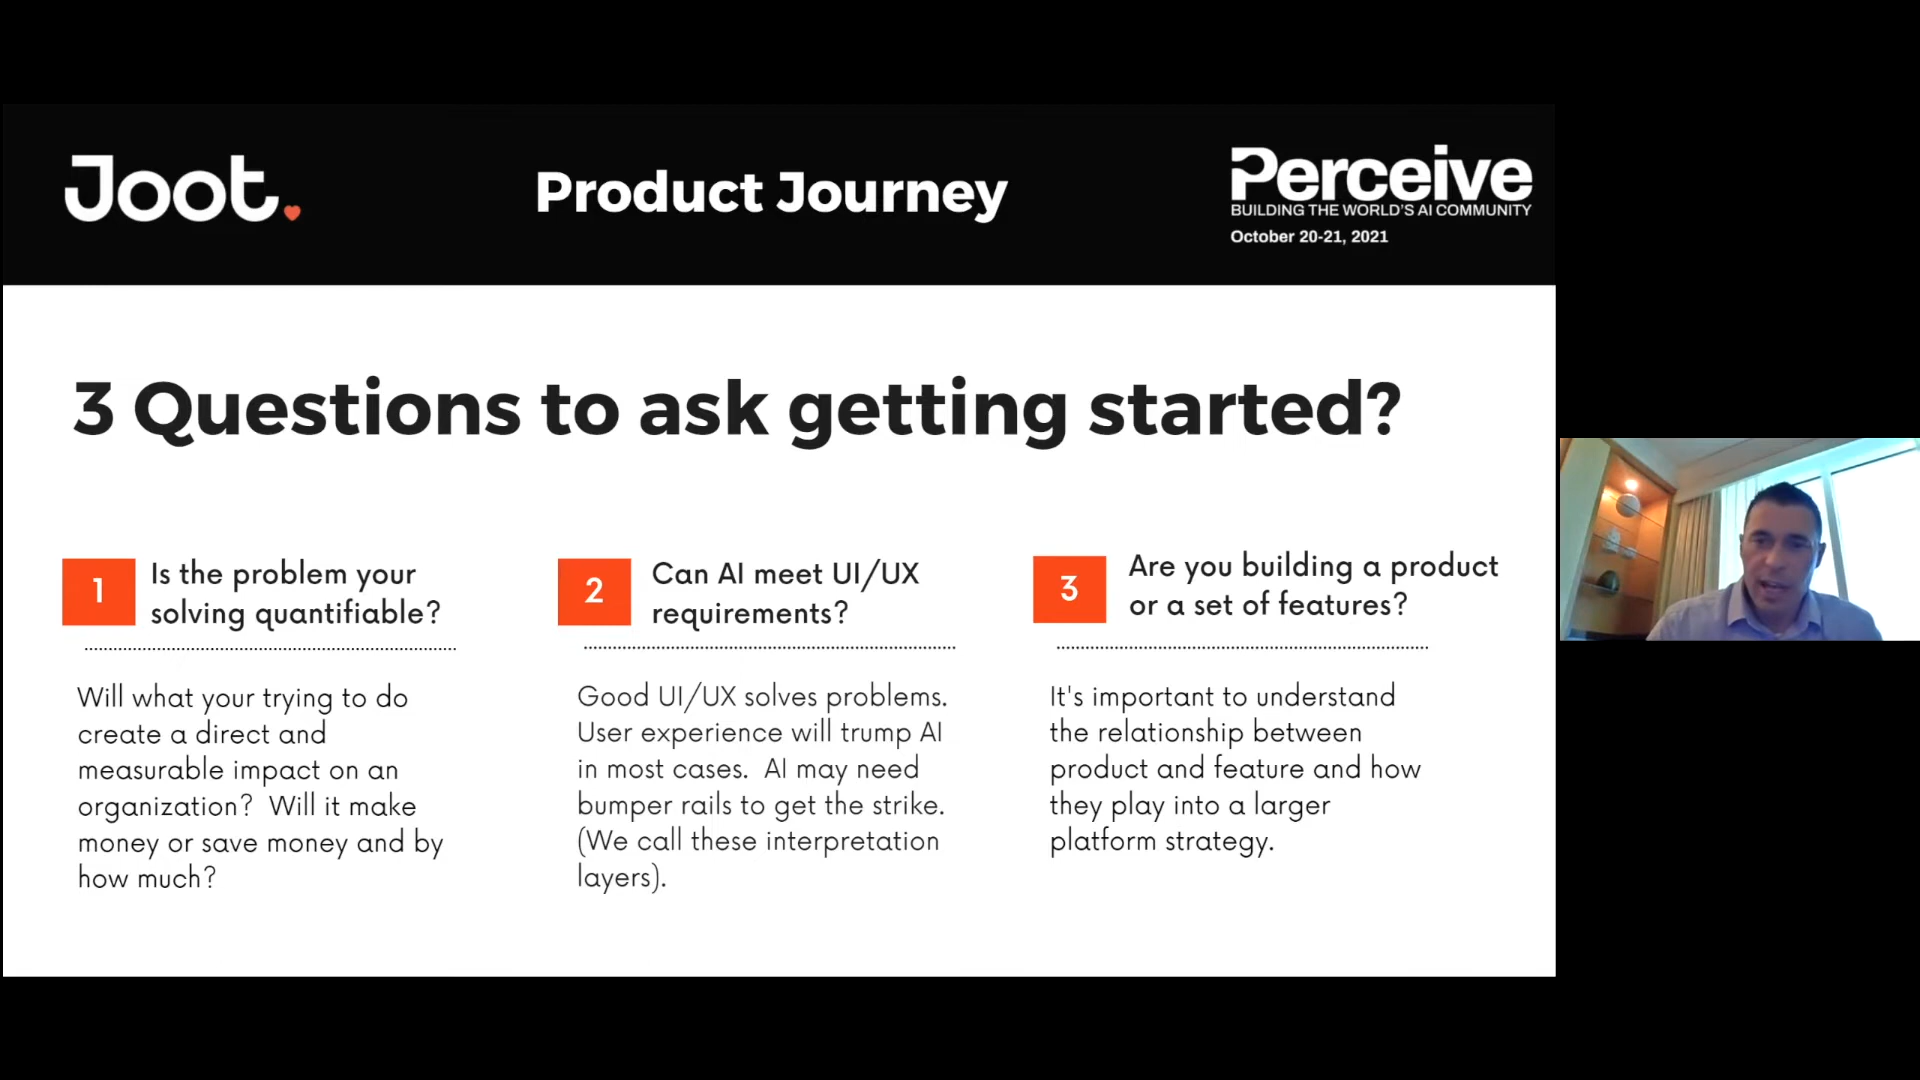 Joot.
Product Journey
Perceive
BUILDING THE WORLD'S AI COMMUNITY
October 20-21, 2021
3 Questions to ask getting started?
1
Is the problem your
solving quantifiable?
Will what your trying to do
create a direct and
measurable impact on an
organization? Will it make
money or save money and by
how much?
2
Can AI meet UI/UX
requirements?
Good UI/UX solves problems.
User experience will trump AI
in most cases. AI may need
bumper rails to get the strike.
(We call these interpretation
layers).
3
Are you building a product
or a set of features?
It's important to understand
the relationship between
product and feature and how
they play into a larger
platform strategy.